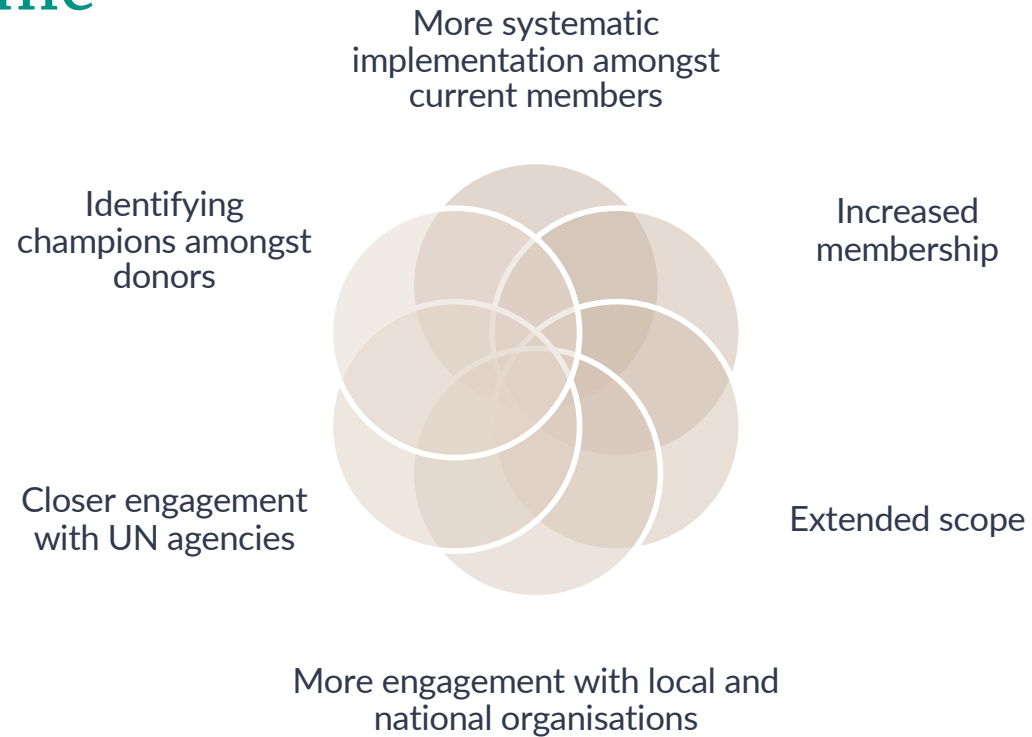 More systematic
implementation amongst
current members
Identifying
champions amongst
donors
Increased
membership
Closer engagement
with UN agencies
Extended scope
More engagement with local and
national organisations